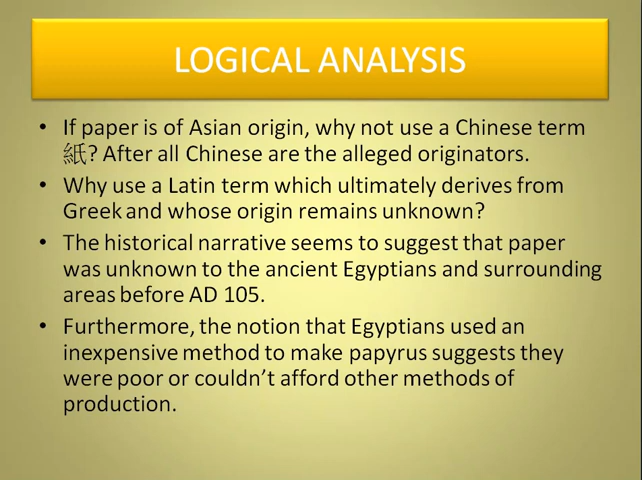 LOGICAL ANALYSIS
• If paper is of Asian origin, why not use a Chinese term
紙? After all Chinese are the alleged originators.
• Why use a Latin term which ultimately derives from
Greek and whose origin remains unknown?
• The historical narrative seems to suggest that paper
was unknown to the ancient Egyptians and surrounding
areas before AD 105.
• Furthermore, the notion that Egyptians used an
inexpensive method to make papyrus suggests they
were poor or couldn't afford other methods of
production.